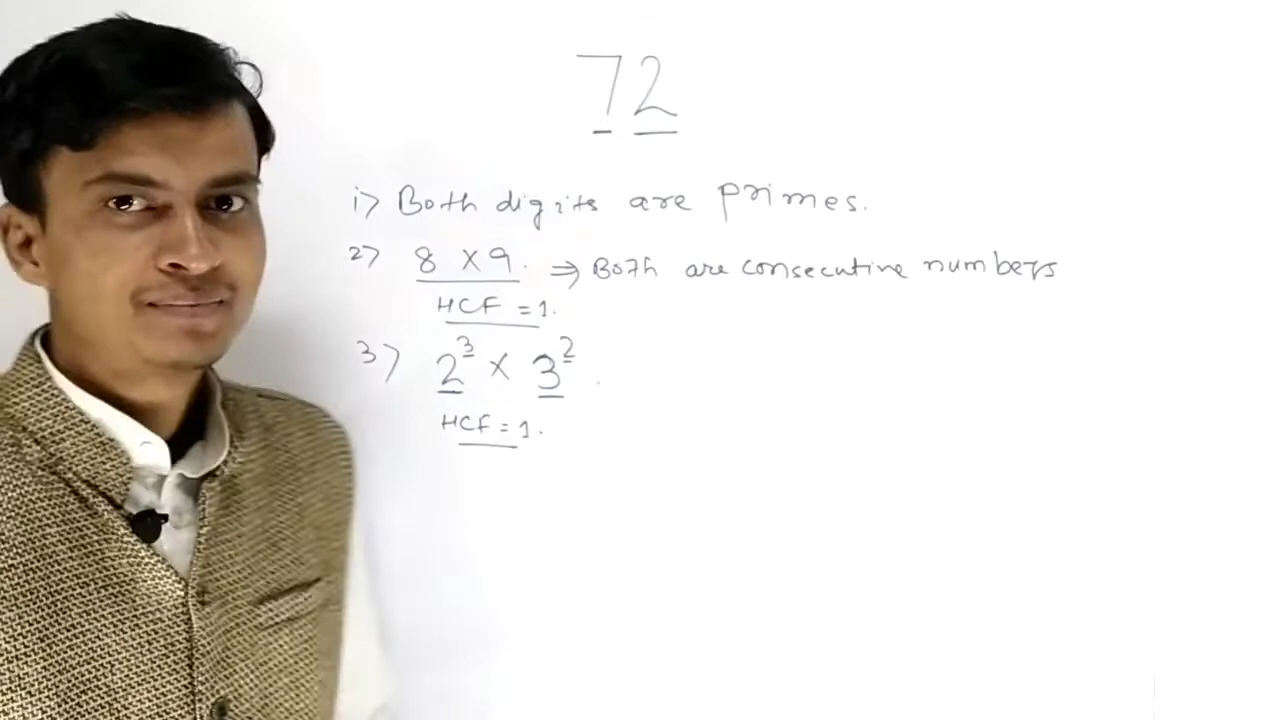 72
1) Both digits are primes.
2) 8 × 9. ⇒ Both are consecutive numbers
HCF = 1.
3) 2³ × 3².
HCF = 1.